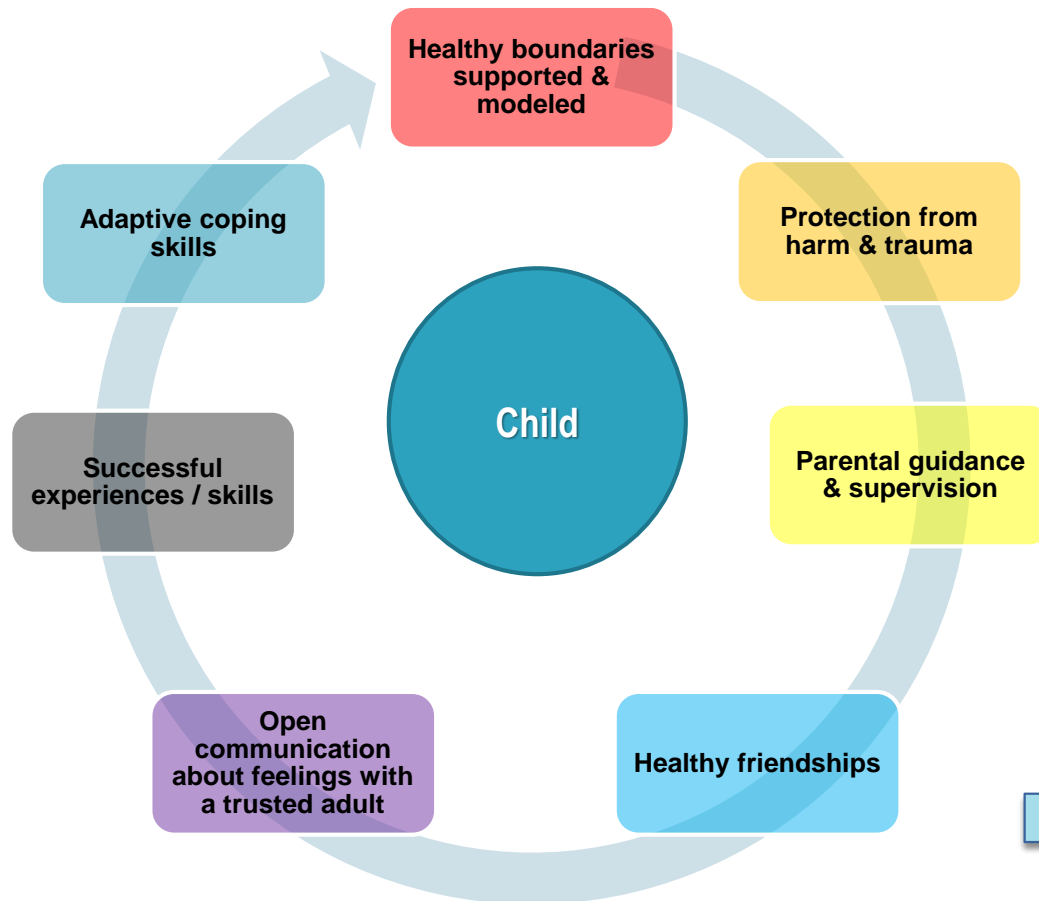 Healthy boundaries
supported &
modeled
Protection from
harm & trauma
Parental guidance
& supervision
Healthy friendships
Open
communication
about feelings with
a trusted adult
Successful
experiences / skills
Adaptive coping
skills
Child